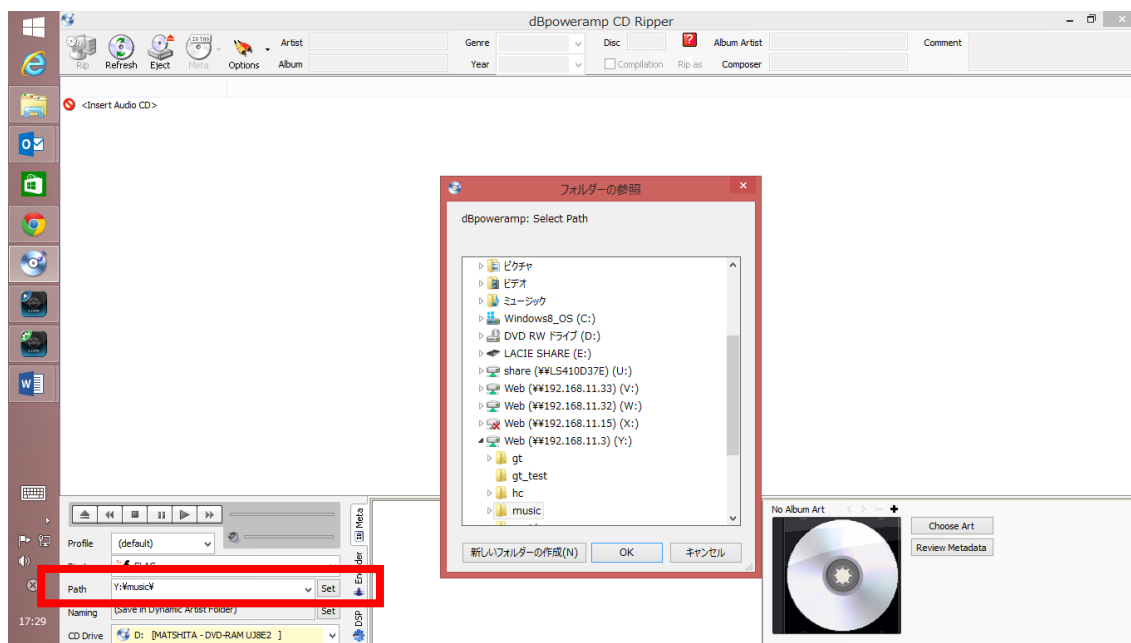 dBpoweramp CD Ripper
Rip Refresh Eject Meta Options
Artist
Album
Genre
Year
Disc
Compilation
Rip as
Album Artist
Composer
Comment
<Insert Audio CD>
フォルダーの参照
dBpoweramp: Select Path
ピクチャ
ビデオ
ミュージック
Windows8_OS (C:)
DVD RW ドライブ (D:)
LACIE SHARE (E:)
share (¥¥LS410D37E) (U:)
Web (¥¥192.168.11.33) (V:)
Web (¥¥192.168.11.32) (W:)
Web (¥¥192.168.11.15) (X:)
Web (¥¥192.168.11.3) (Y:)
gt
gt_test
hc
music
新しいフォルダーの作成(N)
OK
キャンセル
Profile (default)
Path Y:¥music¥ Set
Naming (Save in Dynamic Artist Folder) Set
CD Drive D: [MATSHITA - DVD-RAM UJ8E2 ]
Meta
DSP
No Album Art
Choose Art
Review Metadata
17:29